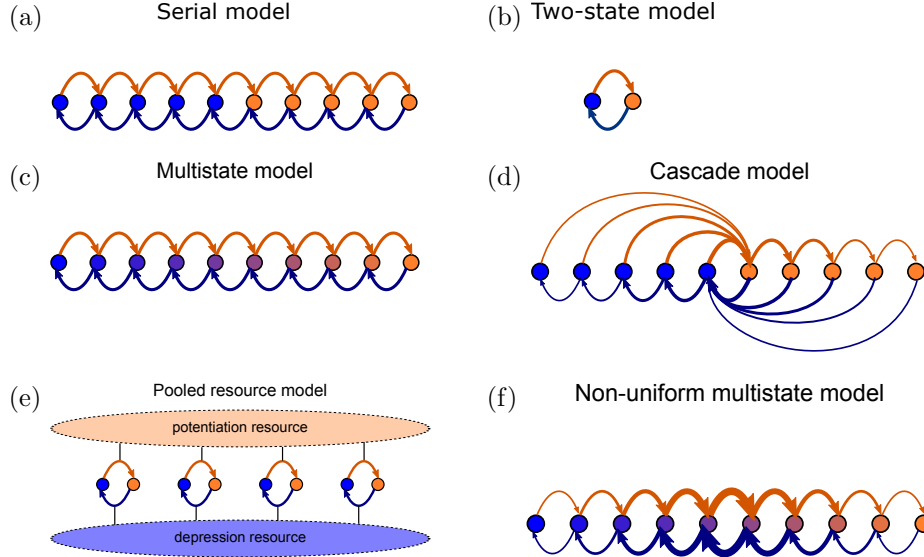 (a) Serial model
(b) Two-state model
(c) Multistate model
(d) Cascade model
(e) Pooled resource model
potentiation resource
depression resource
(f) Non-uniform multistate model